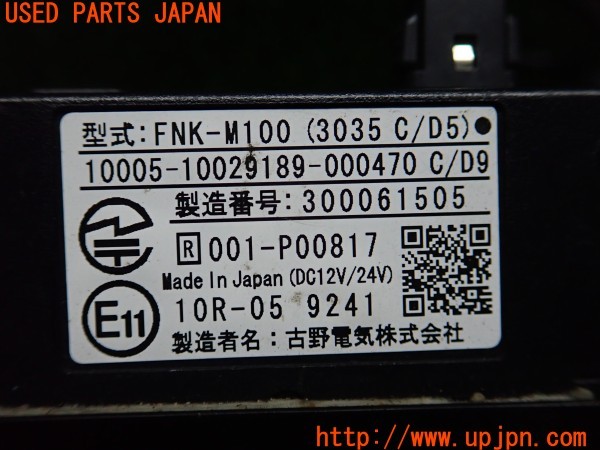 USED PARTS JAPAN
型式:FNK-M100 (3035 C/D5)●
10005-10029189-000470 C/D9
製造番号:300061505
R 001-P00817
Made In Japan (DC12V/24V)
E11
10R-05 9241
製造者名:古野電気株式会社
http://www.upjpn.com